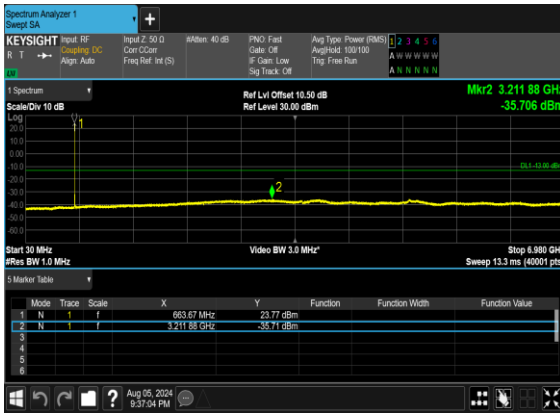 Spectrum Analyzer 1
Swept SA
+
KEYSIGHT Input: RF Input Z: 50 Ω #Atten: 40 dB PNO: Fast Avg Type: Power (RMS) 1 2 3 4 5 6
R T Coupling: DC Corr CCorr Gate: Off Avg|Hold: 100/100 A W W W W W
Align: Auto Freq Ref: Int (S) IF Gain: Low Trig: Free Run
LW Sig Track: Off A N N N N N
1 Spectrum Ref Lvl Offset 10.50 dB Mkr2 3.211 88 GHz
Scale/Div 10 dB Ref Level 30.00 dBm -35.706 dBm
Log
1
20.0
10.0
0.00
-10.0
DL1 -13.00 dBm
-20.0
-30.0
2
-40.0
-50.0
-60.0
Start 30 MHz Video BW 3.0 MHz* Stop 6.980 GHz
#Res BW 1.0 MHz Sweep 13.3 ms (40001 pts)
5 Marker Table
Mode Trace Scale X Y Function Function Width Function Value
1 N 1 f 663.67 MHz 23.77 dBm
2 N 1 f 3.211 88 GHz -35.71 dBm
3
4
5
6
? Aug 05, 2024
9:37:04 PM